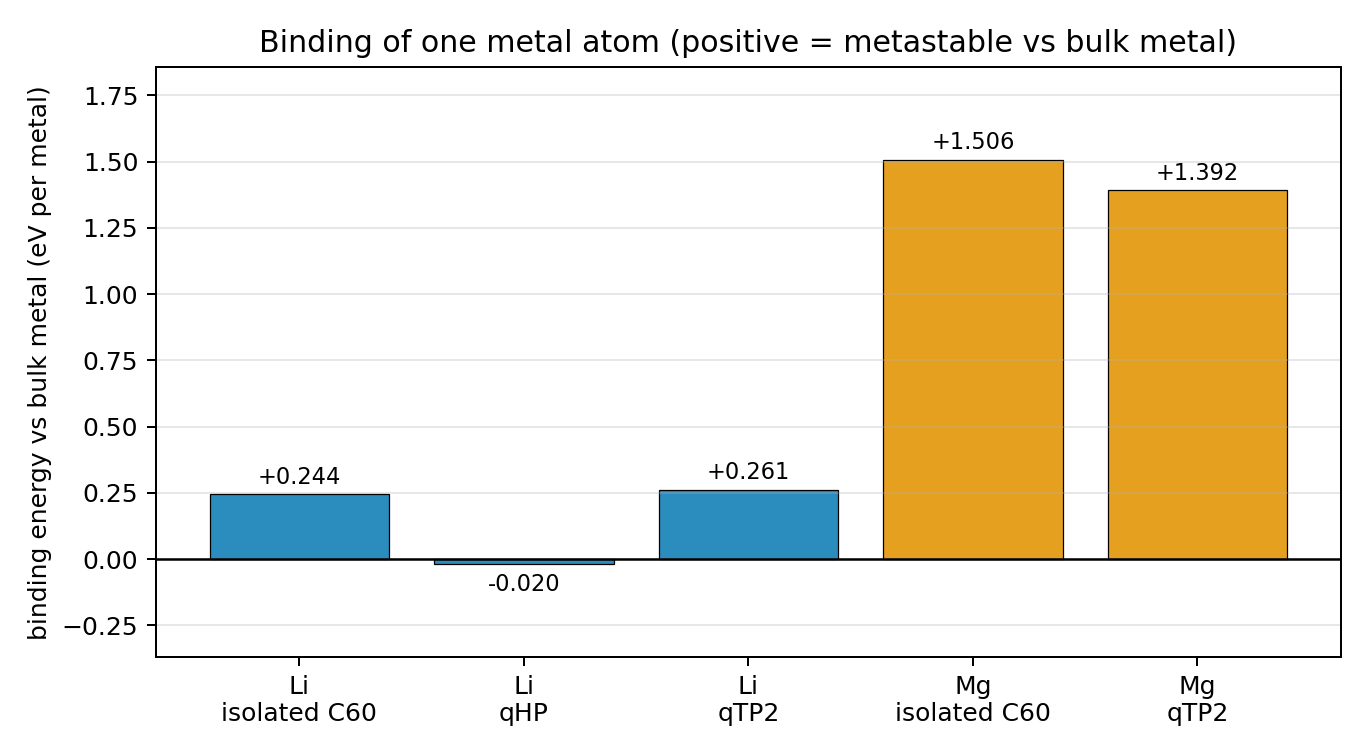 Binding of one metal atom (positive = metastable vs bulk metal)
binding energy vs bulk metal (eV per metal)
1.75
1.50
1.25
1.00
0.75
0.50
0.25
0.00
−0.25
+0.244
-0.020
+0.261
+1.506
+1.392
Li
isolated C60
Li
qHP
Li
qTP2
Mg
isolated C60
Mg
qTP2